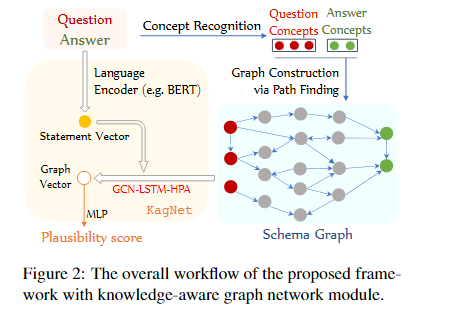 Question
Answer
Concept Recognition
Question
Concepts
Answer
Concepts
Language
Encoder (e.g. BERT)
Graph Construction
via Path Finding
Statement Vector
Graph
Vector
GCN-LSTM-HPA
KagNet
MLP
Plausibility score
Schema Graph
Figure 2: The overall workflow of the proposed frame-
work with knowledge-aware graph network module.